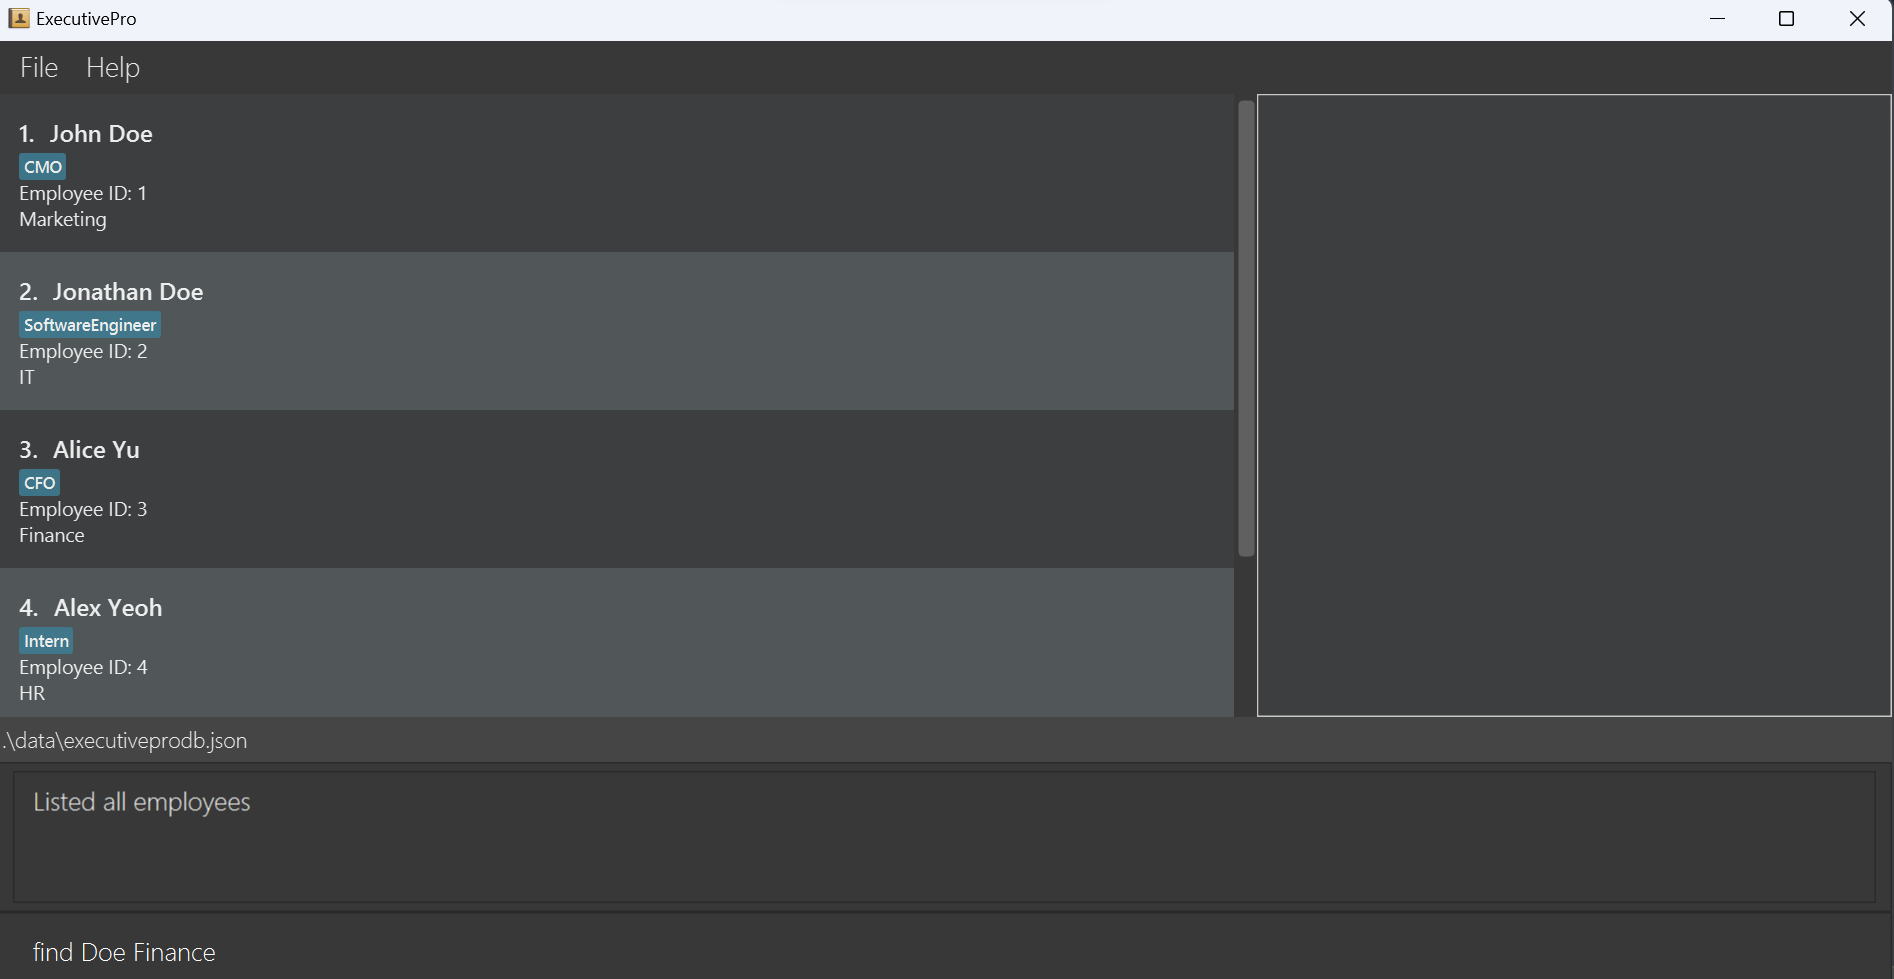 ExecutivePro
File Help
1. John Doe
CMO
Employee ID: 1
Marketing
2. Jonathan Doe
SoftwareEngineer
Employee ID: 2
IT
3. Alice Yu
CFO
Employee ID: 3
Finance
4. Alex Yeoh
Intern
Employee ID: 4
HR
.\data\executiveprodb.json
Listed all employees
find Doe Finance